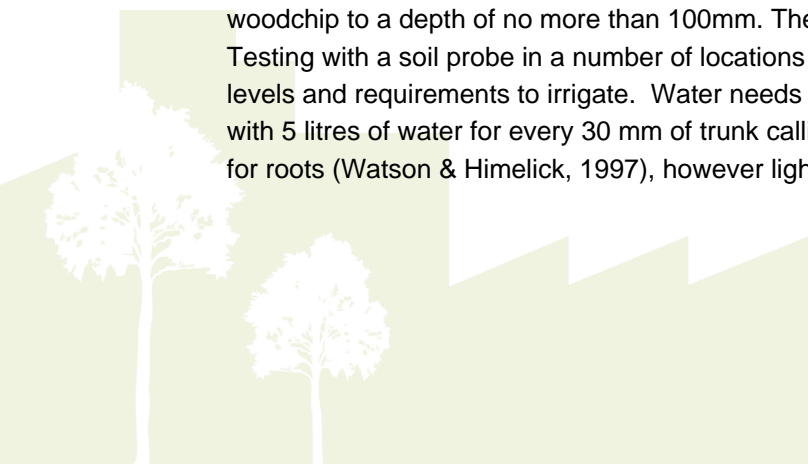 woodchip to a depth of no more than 100mm. The
Testing with a soil probe in a number of locations
levels and requirements to irrigate.  Water needs
with 5 litres of water for every 30 mm of trunk
for roots (Watson & Himelick, 1997), however